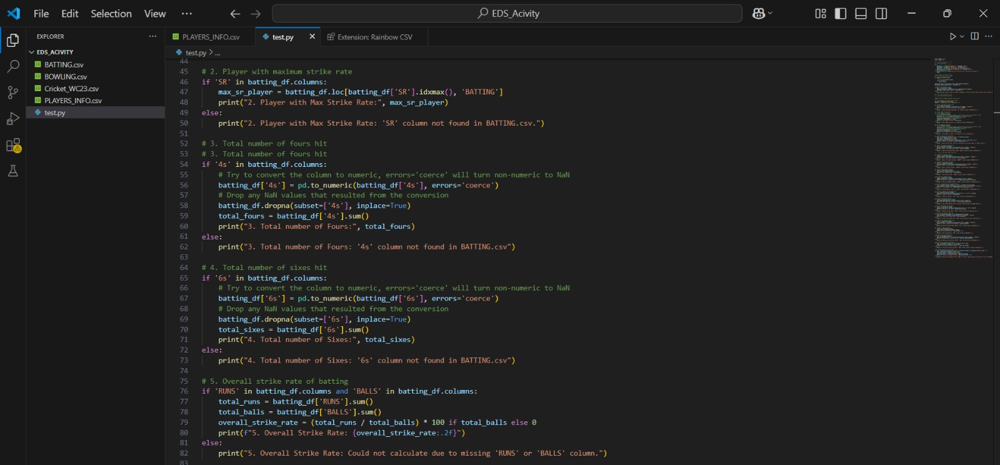 File Edit Selection View ··· EDS_Acivity
EXPLORER ···
PLAYERS_INFO.csv test.py Extension: Rainbow CSV
EDS_ACIVITY
BATTING.csv
BOWLING.csv
Cricket_WC23.csv
PLAYERS_INFO.csv
test.py
test.py > ...
44
45 # 2. Player with maximum strike rate
46 if 'SR' in batting_df.columns:
47 max_sr_player = batting_df.loc[batting_df['SR'].idxmax(), 'BATTING']
48 print("2. Player with Max Strike Rate:", max_sr_player)
49 else:
50 print("2. Player with Max Strike Rate: 'SR' column not found in BATTING.csv.")
51
52 # 3. Total number of fours hit
53 # 3. Total number of fours hit
54 if '4s' in batting_df.columns:
55 # Try to convert the column to numeric, errors='coerce' will turn non-numeric to NaN
56 batting_df['4s'] = pd.to_numeric(batting_df['4s'], errors='coerce')
57 # Drop any NaN values that resulted from the conversion
58 batting_df.dropna(subset=['4s'], inplace=True)
59 total_fours = batting_df['4s'].sum()
60 print("3. Total number of Fours:", total_fours)
61 else:
62 print("3. Total number of Fours: '4s' column not found in BATTING.csv")
63
64 # 4. Total number of sixes hit
65 if '6s' in batting_df.columns:
66 # Try to convert the column to numeric, errors='coerce' will turn non-numeric to NaN
67 batting_df['6s'] = pd.to_numeric(batting_df['6s'], errors='coerce')
68 # Drop any NaN values that resulted from the conversion
69 batting_df.dropna(subset=['6s'], inplace=True)
70 total_sixes = batting_df['6s'].sum()
71 print("4. Total number of Sixes:", total_sixes)
72 else:
73 print("4. Total number of Sixes: '6s' column not found in BATTING.csv")
74
75 # 5. Overall strike rate of batting
76 if 'RUNS' in batting_df.columns and 'BALLS' in batting_df.columns:
77 total_runs = batting_df['RUNS'].sum()
78 total_balls = batting_df['BALLS'].sum()
79 overall_strike_rate = (total_runs / total_balls) * 100 if total_balls else 0
80 print(f"5. Overall Strike Rate: {overall_strike_rate:.2f}")
81 else:
82 print("5. Overall Strike Rate: Could not calculate due to missing 'RUNS' or 'BALLS' column.")
83